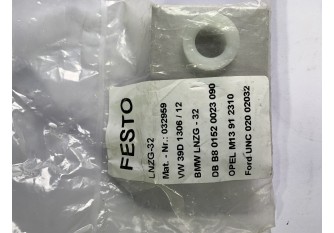 FESTO
LNZG-32
Mat. - Nr.: 032959
VW 39D 1306 / 12
BMW LNZG - 32
DB B8 0152 0023 090
OPEL M13 91 2310
Ford UNC 020 02032